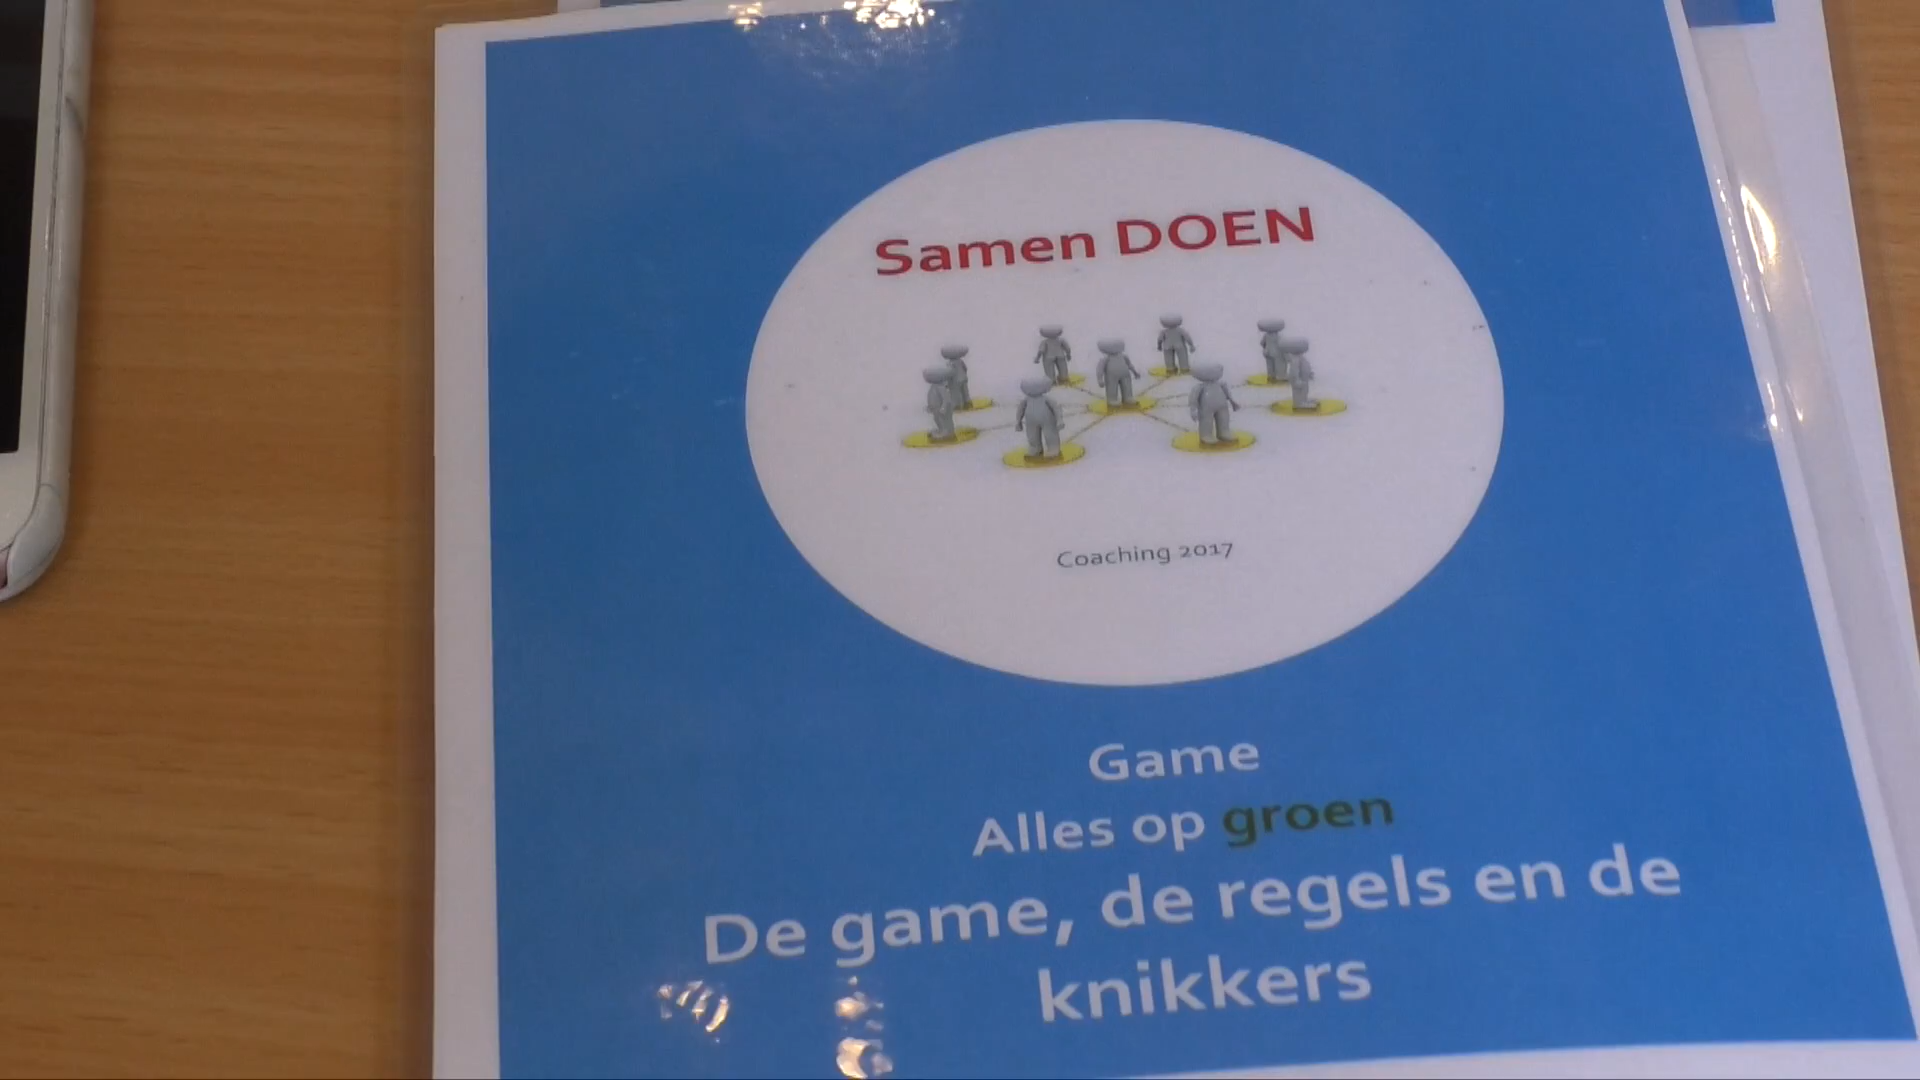 Samen DOEN
Coaching 2017
Game
Alles op groen
De game, de regels en de
knikkers